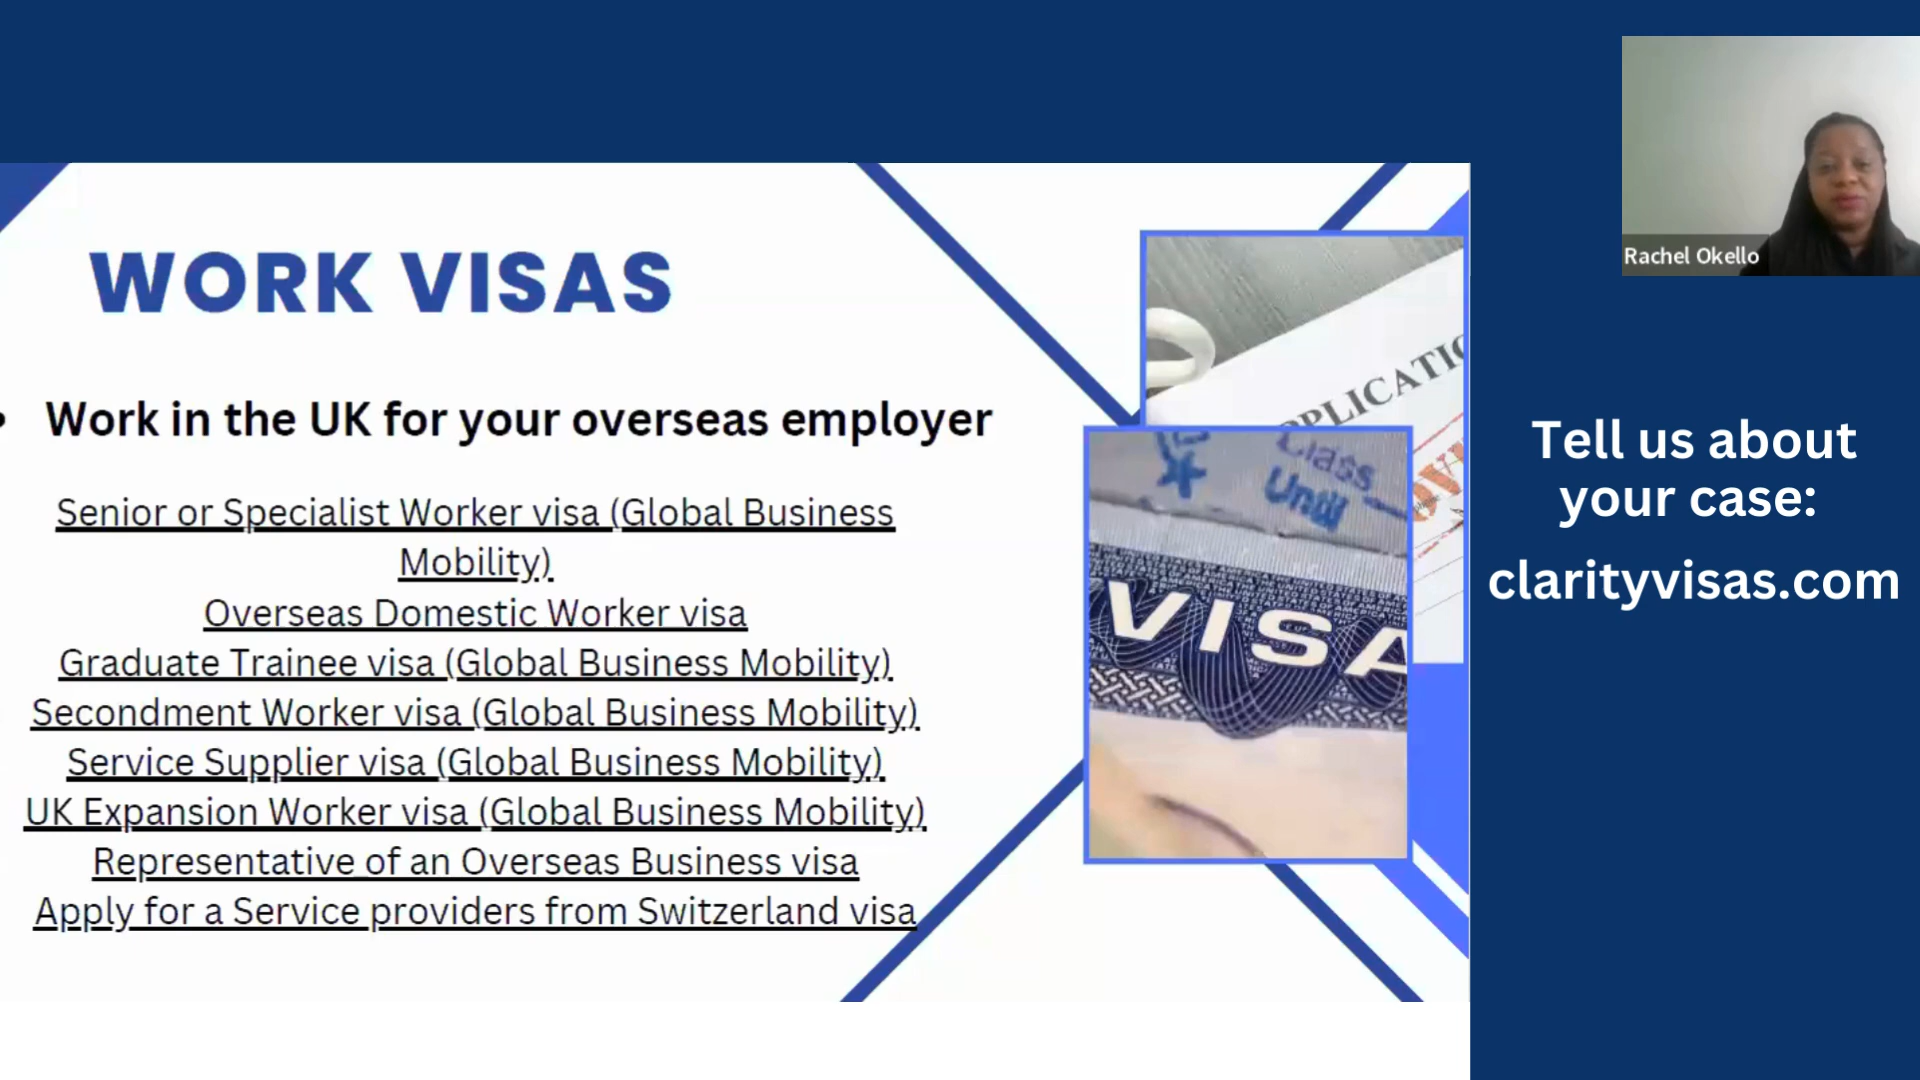 WORK VISAS
• Work in the UK for your overseas employer
Senior or Specialist Worker visa (Global Business
Mobility)
Overseas Domestic Worker visa
Graduate Trainee visa (Global Business Mobility)
Secondment Worker visa (Global Business Mobility)
Service Supplier visa (Global Business Mobility)
UK Expansion Worker visa (Global Business Mobility)
Representative of an Overseas Business visa
Apply for a Service providers from Switzerland visa
PPLICATIO
Class
Until
VISA
Rachel Okello
Tell us about
your case:
clarityvisas.com